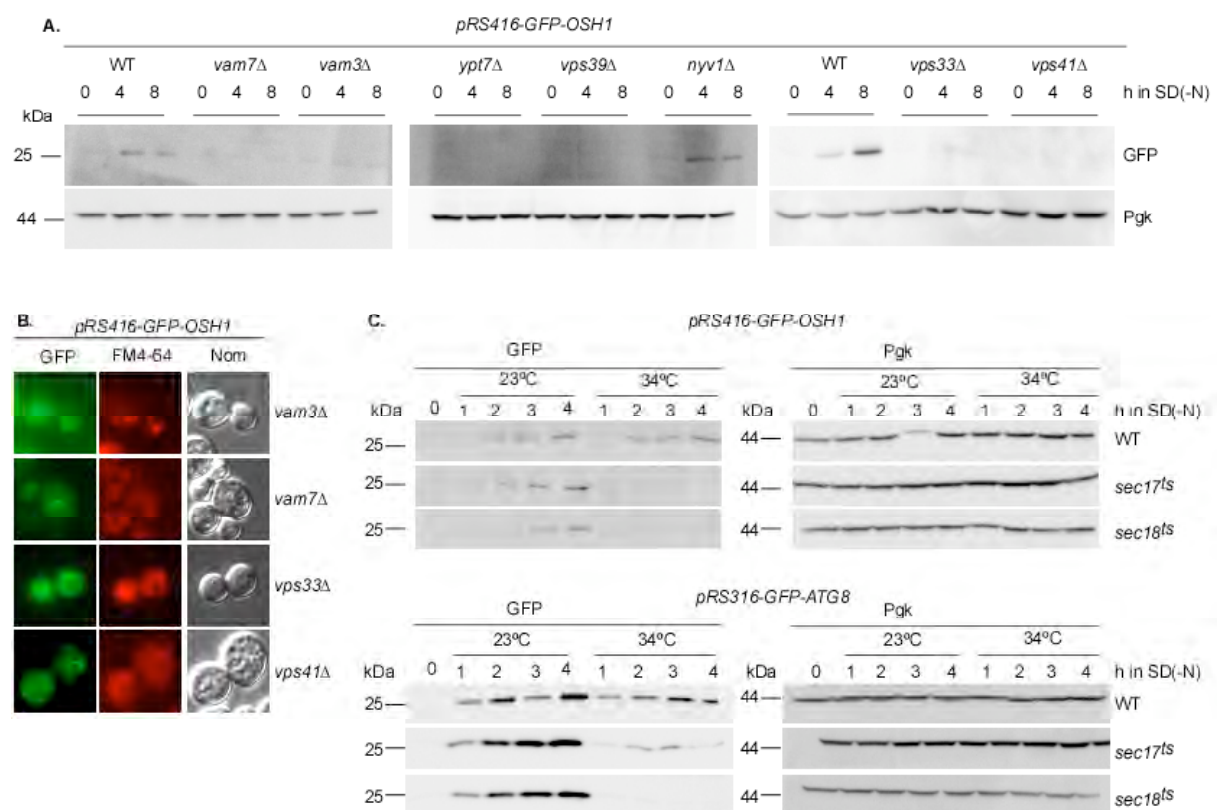 A.
pRS416-GFP-OSH1
WT vam7Δ vam3Δ ypt7Δ vps39Δ nyv1Δ WT vps33Δ vps41Δ
0 4 8 0 4 8 0 4 8 0 4 8 0 4 8 0 4 8 0 4 8 0 4 8 0 4 8 h in SD(-N)
kDa
25 GFP
44 Pgk
B.
pRS416-GFP-OSH1
GFP FM4-64 Nom
vam3Δ
vam7Δ
vps33Δ
vps41Δ
C.
pRS416-GFP-OSH1
GFP Pgk
23ºC 34ºC 23ºC 34ºC
kDa 0 1 2 3 4 1 2 3 4 kDa 0 1 2 3 4 1 2 3 4 h in SD(-N)
25 44 WT
25 44 sec17ts
25 44 sec18ts
pRS316-GFP-ATG8
GFP Pgk
23ºC 34ºC 23ºC 34ºC
kDa 0 1 2 3 4 1 2 3 4 kDa 0 1 2 3 4 1 2 3 4 h in SD(-N)
25 44 WT
25 44 sec17ts
25 44 sec18ts